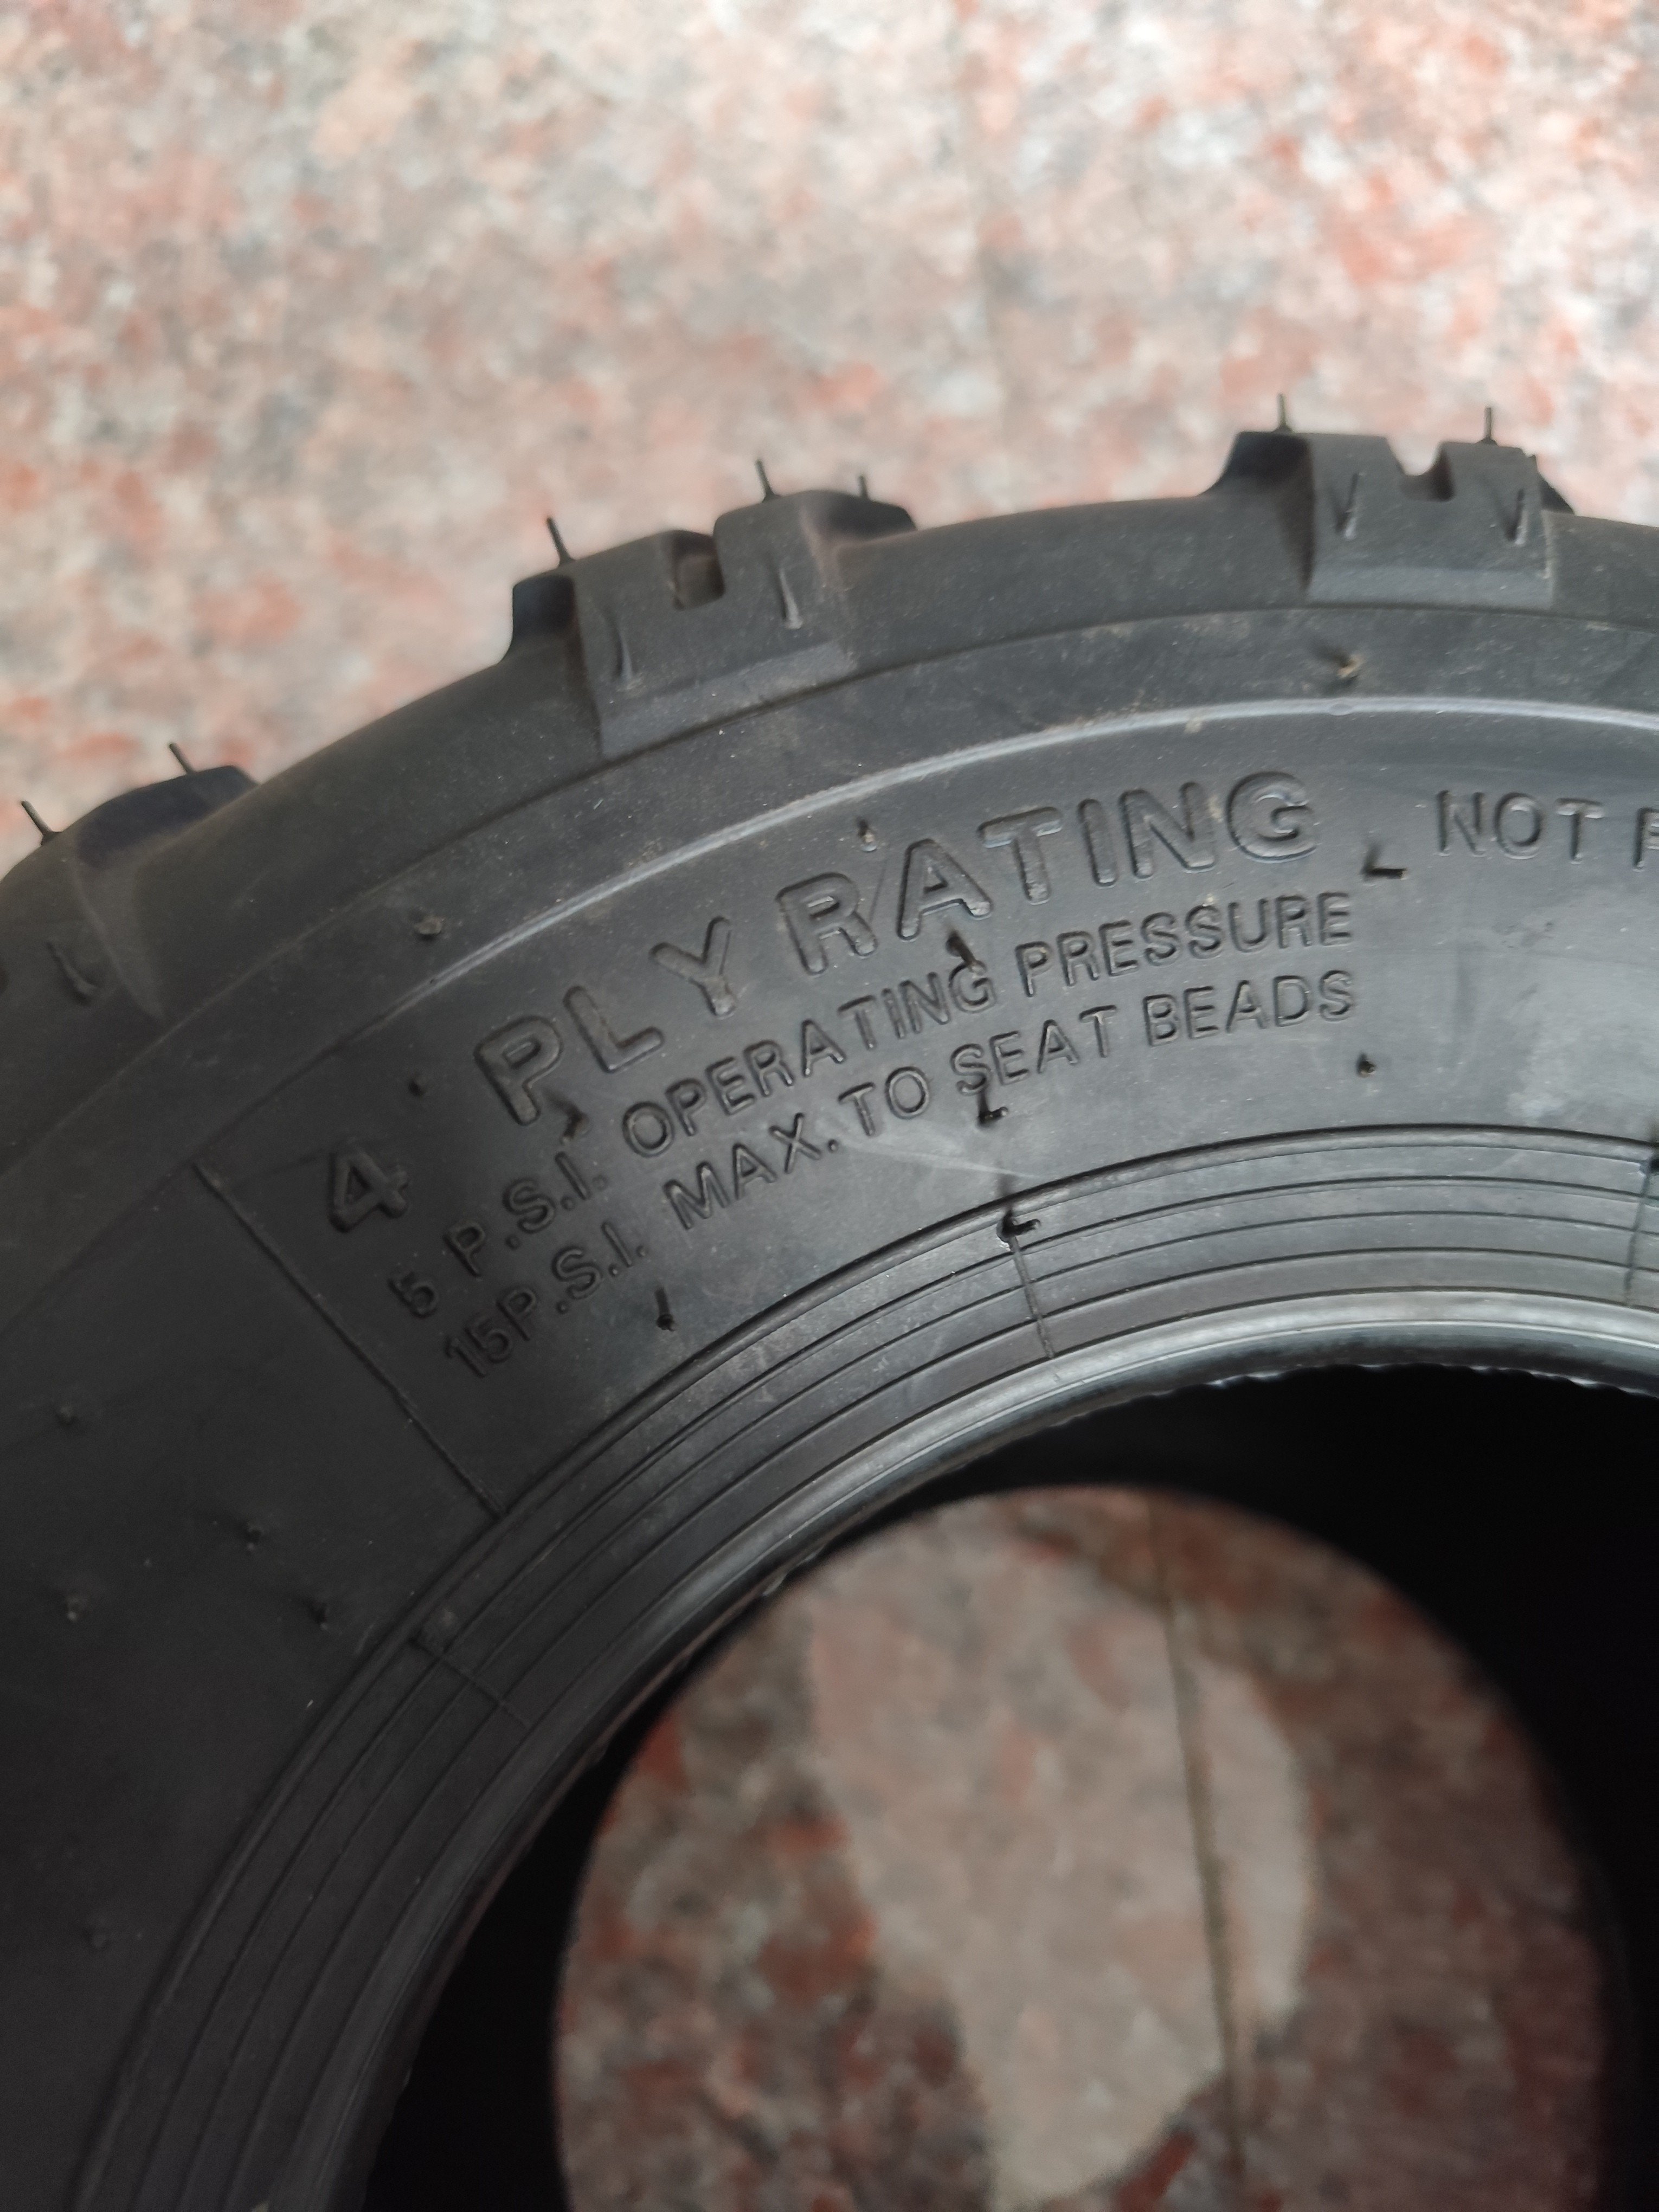 4 PLY RATING
5 P.S.I. OPERATING PRESSURE
15P.S.I. MAX. TO SEAT BEADS
NOT